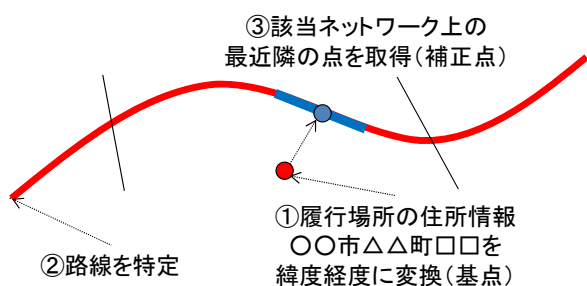 ③該当ネットワーク上の
最近隣の点を取得(補正点)
①履行場所の住所情報
〇〇市△△町□□を
緯度経度に変換(基点)
②路線を特定